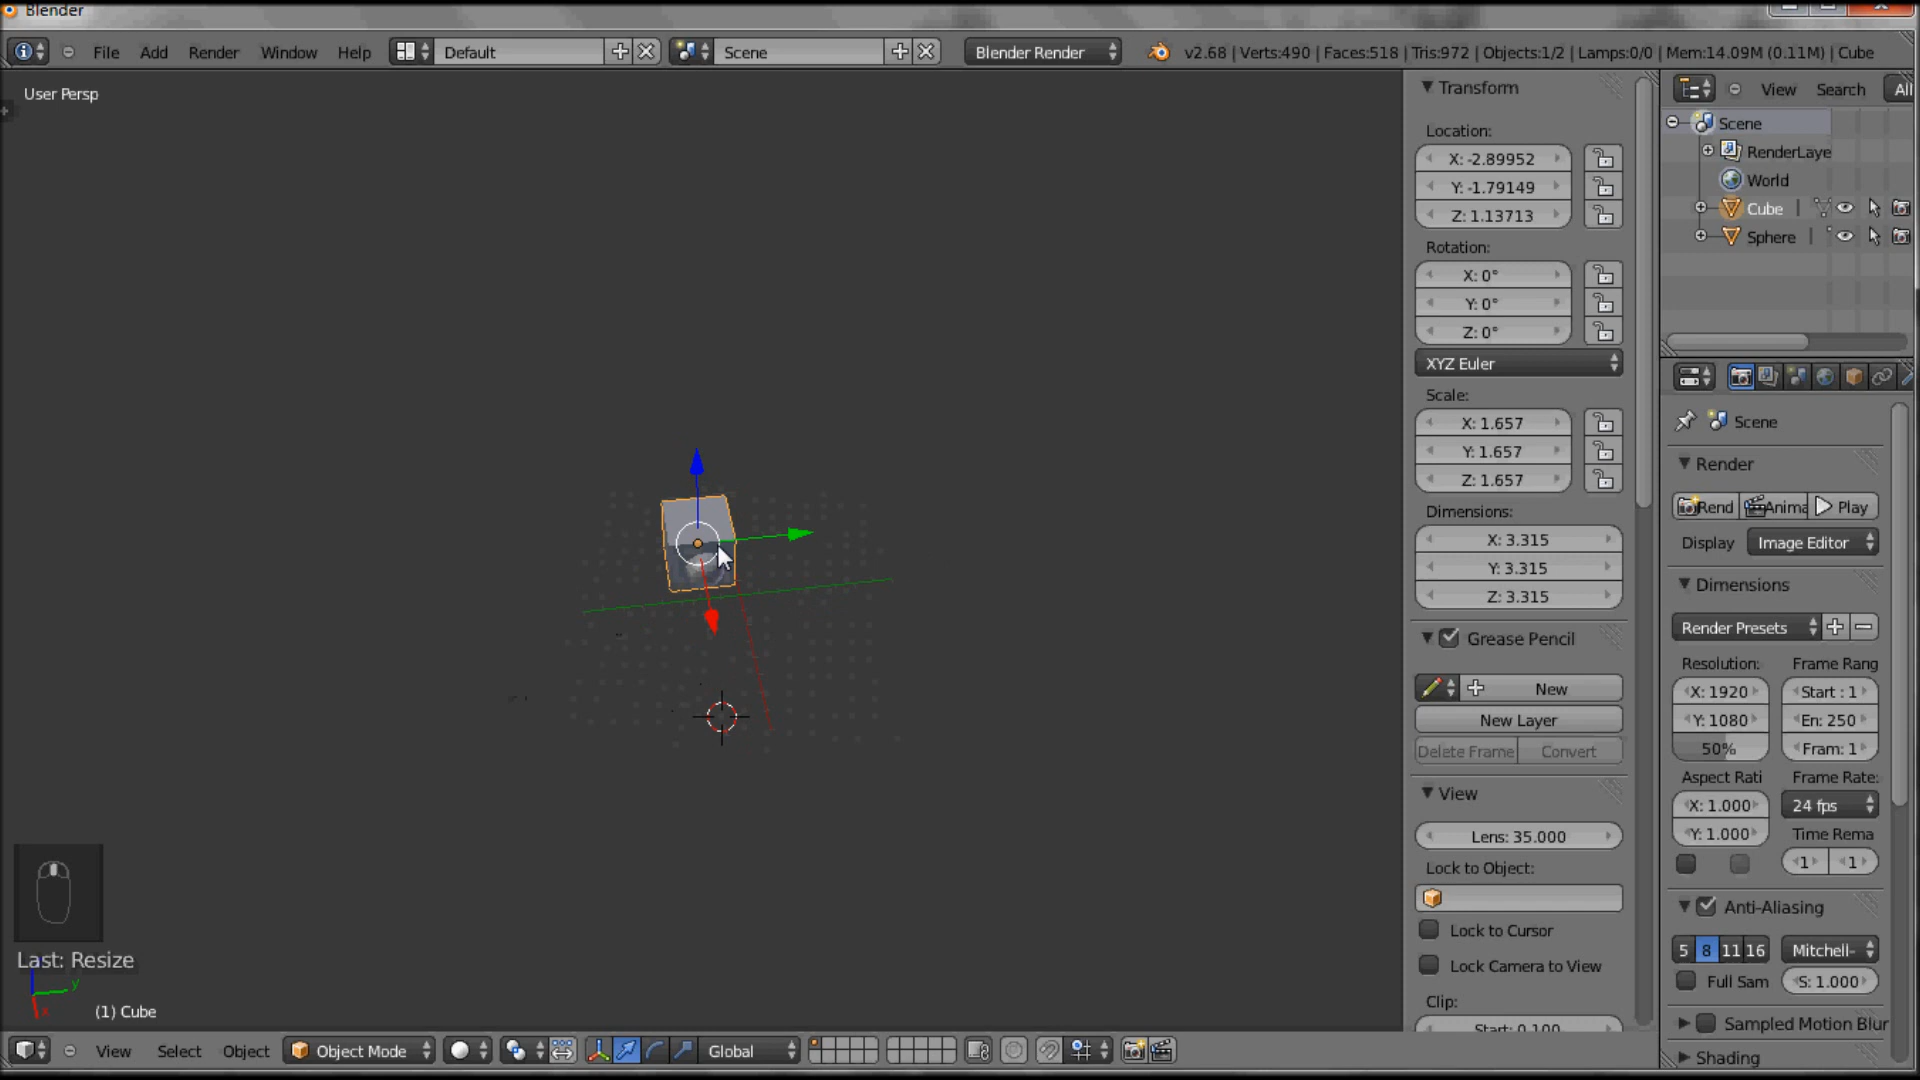 Blender
File Add Render Window Help Default Scene Blender Render v2.68 | Verts:490 | Faces:518 | Tris:972 | Objects:1/2 | Lamps:0/0 | Mem:14.09M (0.11M) | Cube
User Persp
Transform
Location:
X: -2.89952
Y: -1.79149
Z: 1.13713
Rotation:
X: 0°
Y: 0°
Z: 0°
XYZ Euler
Scale:
X: 1.657
Y: 1.657
Z: 1.657
Dimensions:
X: 3.315
Y: 3.315
Z: 3.315
Grease Pencil
New
New Layer
Delete Frame Convert
View
Lens: 35.000
Lock to Object:
Lock to Cursor
Lock Camera to View
Clip:
Start: 0.100
View Search All
Scene
RenderLaye
World
Cube
Sphere
Scene
Render
Rend Anima Play
Display Image Editor
Dimensions
Render Presets
Resolution: Frame Rang
X: 1920 Start : 1
Y: 1080 En: 250
50% Fram: 1
Aspect Rati Frame Rate:
X: 1.000 24 fps
Y: 1.000 Time Rema
1 1
Anti-Aliasing
5 8 11 16 Mitchell-
Full Sam S: 1.000
Sampled Motion Blur
Shading
Last: Resize
y
x
(1) Cube
View Select Object Object Mode Global